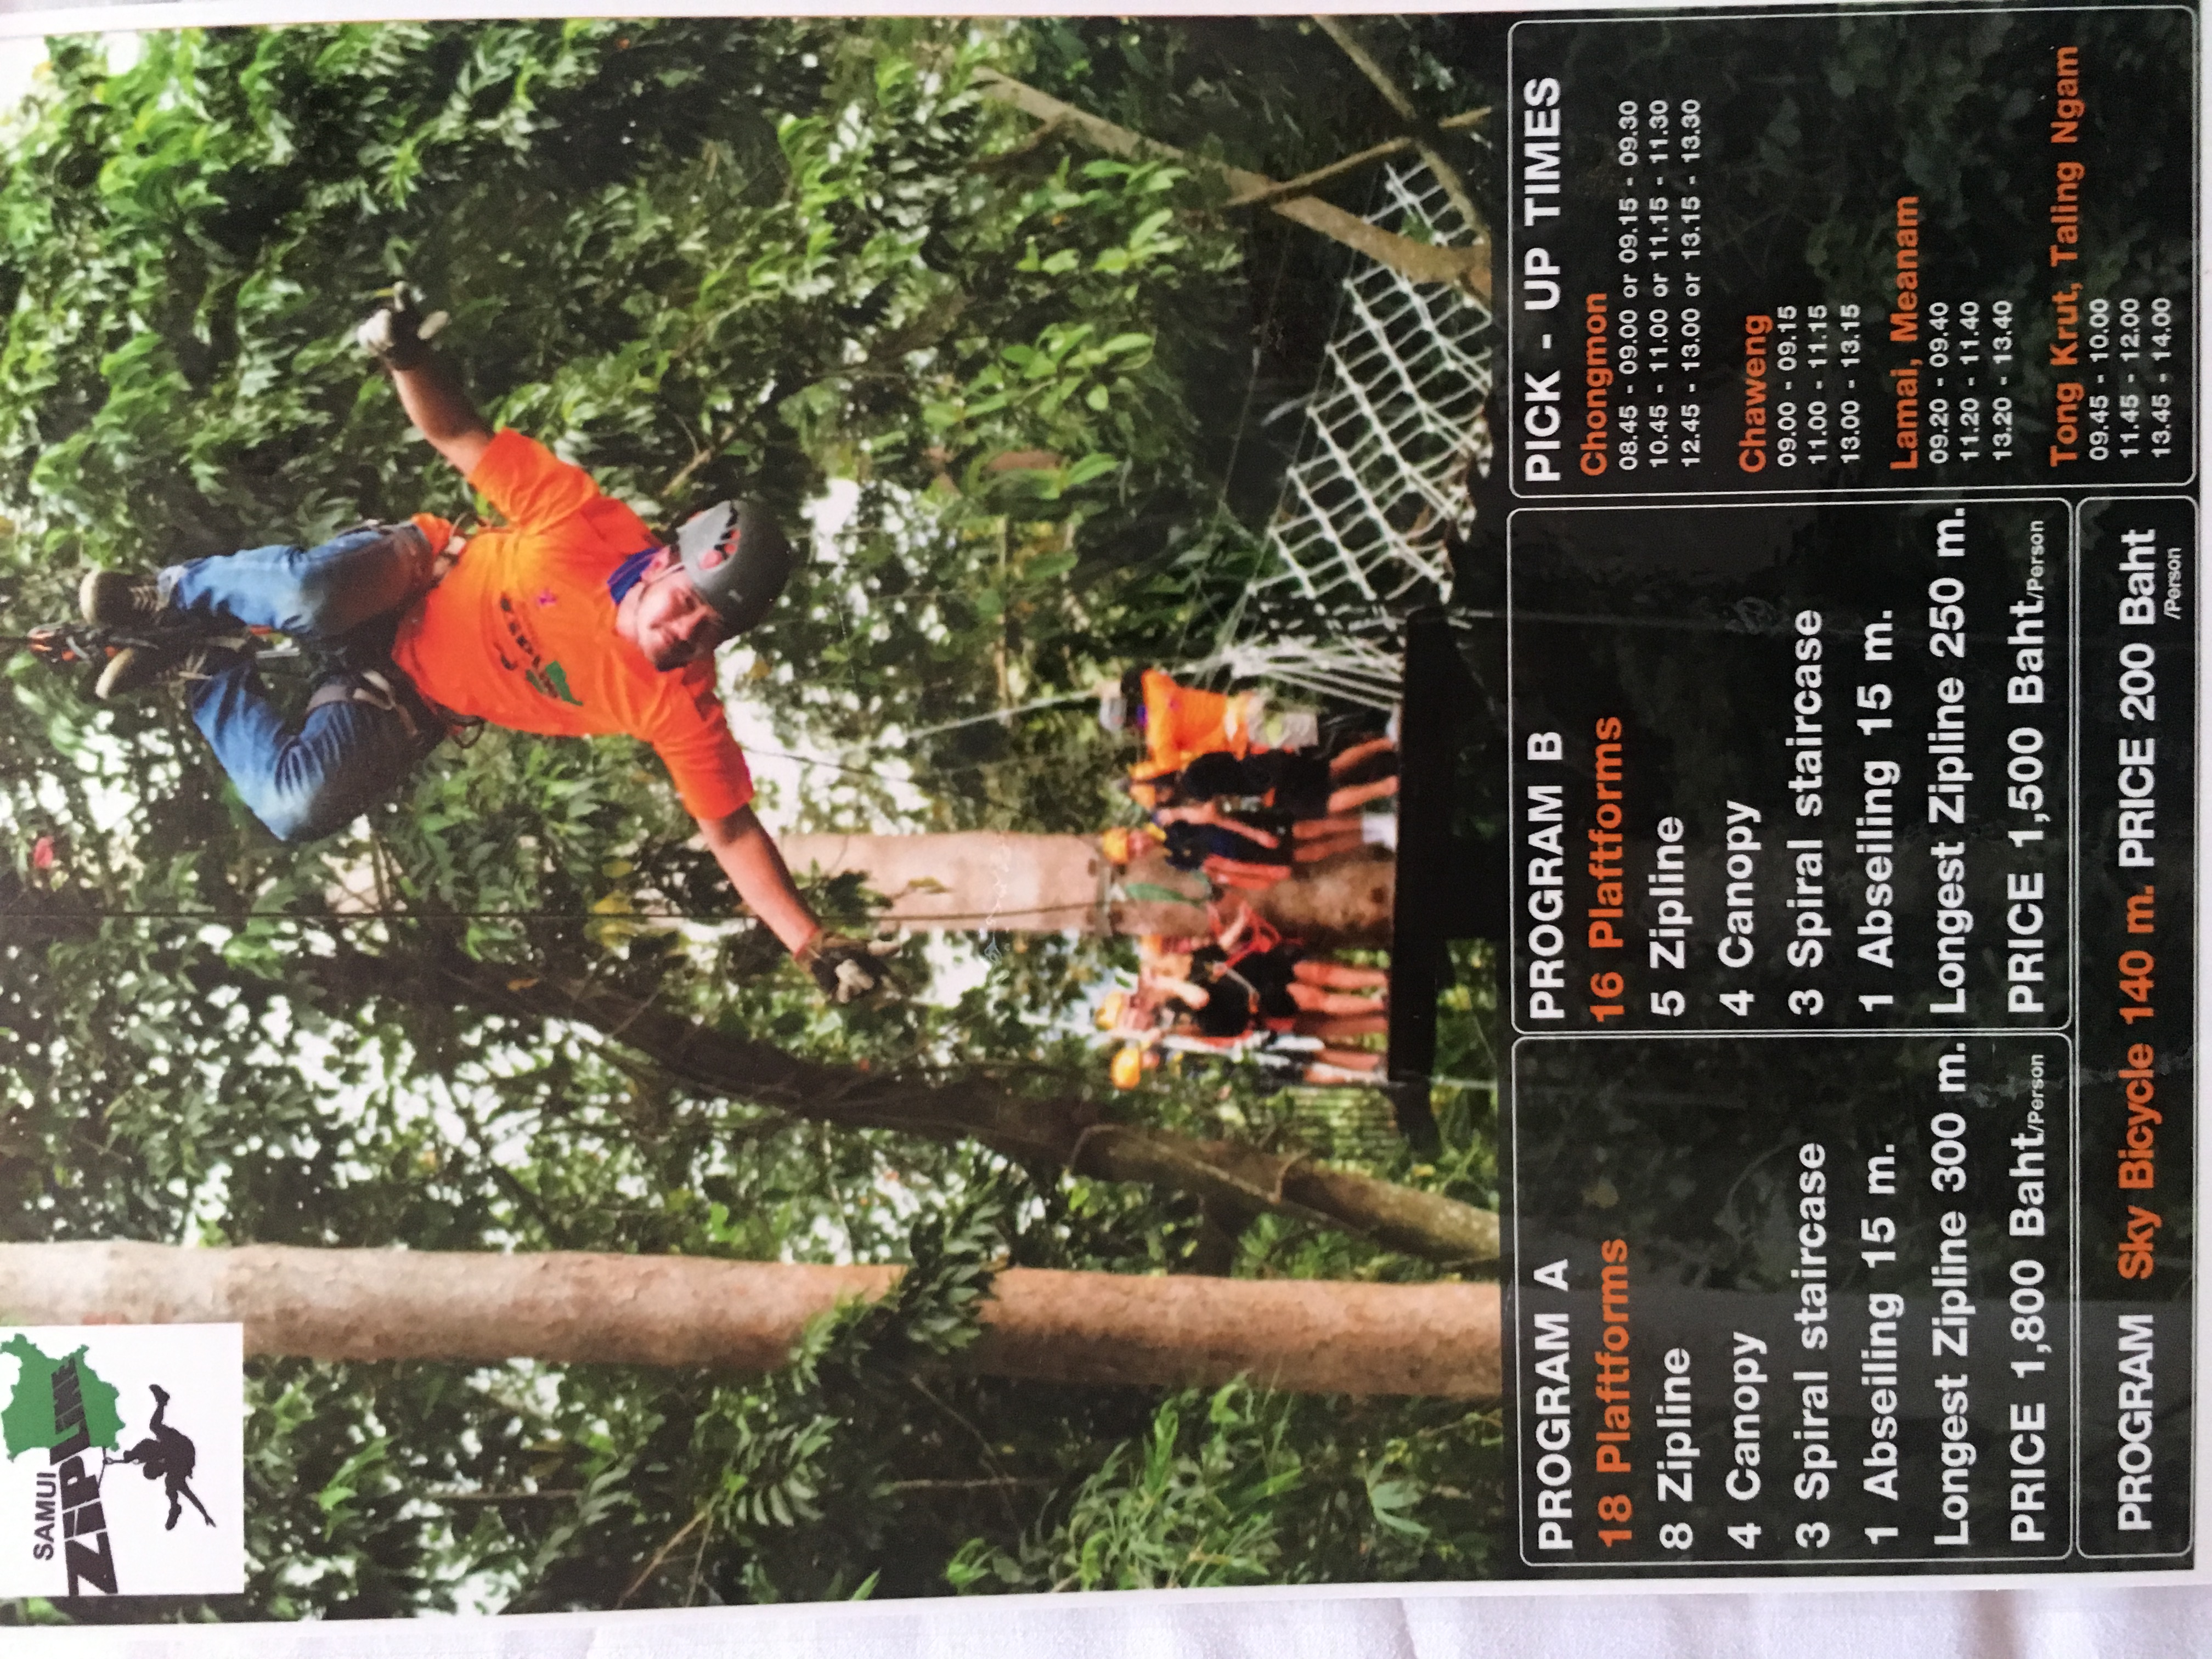 SAMUI
ZIPLINE
PROGRAM A
18 Plaftforms
8 Zipline
4 Canopy
3 Spiral staircase
1 Abseiling 15 m.
Longest Zipline 300 m.
PRICE 1,800 Baht/Person
PROGRAM B
16 Plaftforms
5 Zipline
4 Canopy
3 Spiral staircase
1 Abseiling 15 m.
Longest Zipline 250 m.
PRICE 1,500 Baht/Person
PROGRAM Sky Bicycle 140 m. PRICE 200 Baht
/Person
PICK - UP TIMES
Chongmon
08.45 - 09.00 or 09.15 - 09.30
10.45 - 11.00 or 11.15 - 11.30
12.45 - 13.00 or 13.15 - 13.30
Chaweng
09.00 - 09.15
11.00 - 11.15
13.00 - 13.15
Lamai, Meanam
09.20 - 09.40
11.20 - 11.40
13.20 - 13.40
Tong Krut, Taling Ngam
09.45 - 10.00
11.45 - 12.00
13.45 - 14.00